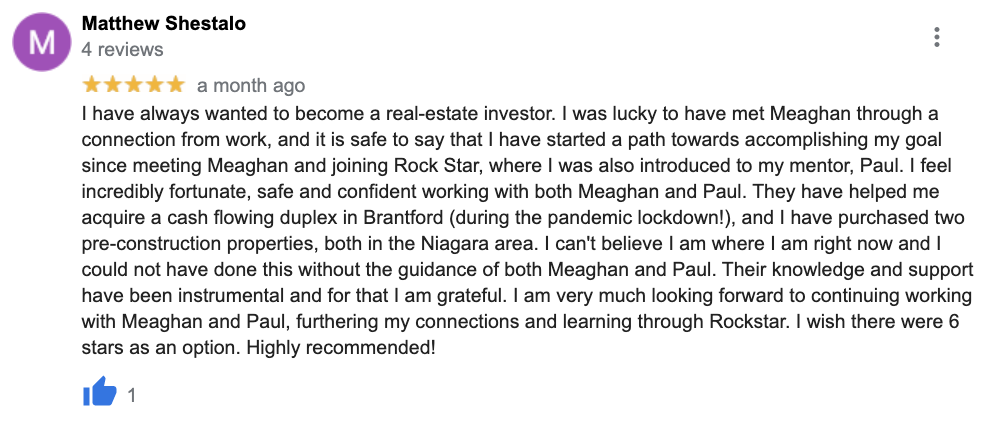 M
Matthew Shestalo
4 reviews
a month ago
I have always wanted to become a real-estate investor. I was lucky to have met Meaghan through a
connection from work, and it is safe to say that I have started a path towards accomplishing my goal
since meeting Meaghan and joining Rock Star, where I was also introduced to my mentor, Paul. I feel
incredibly fortunate, safe and confident working with both Meaghan and Paul. They have helped me
acquire a cash flowing duplex in Brantford (during the pandemic lockdown!), and I have purchased two
pre-construction properties, both in the Niagara area. I can't believe I am where I am right now and I
could not have done this without the guidance of both Meaghan and Paul. Their knowledge and support
have been instrumental and for that I am grateful. I am very much looking forward to continuing working
with Meaghan and Paul, furthering my connections and learning through Rockstar. I wish there were 6
stars as an option. Highly recommended!
1